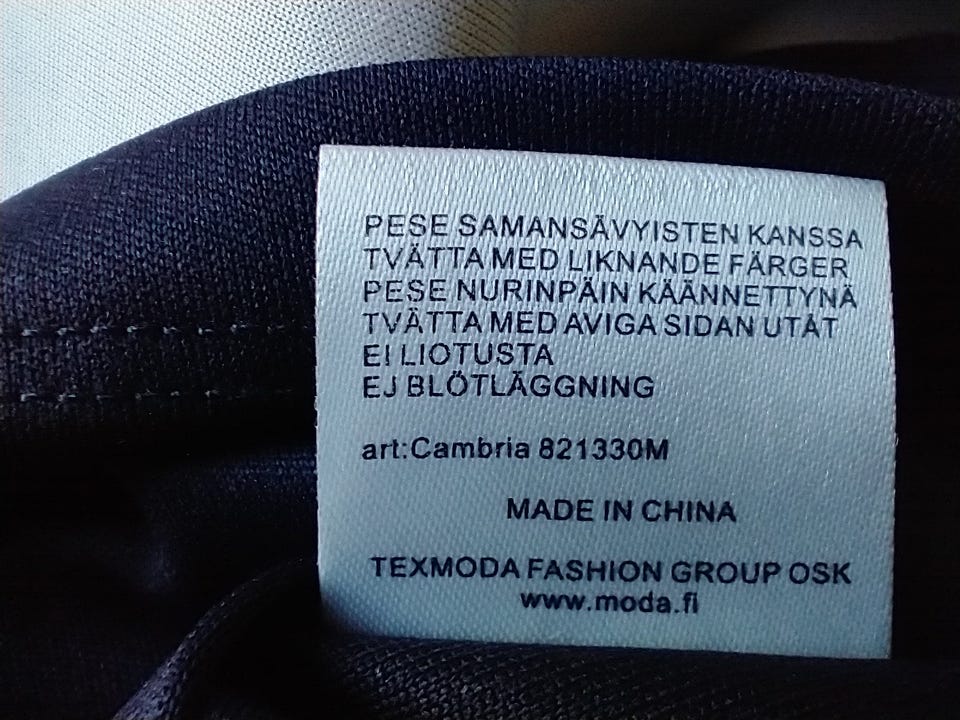 PESE SAMANSÄVYISTEN KANSSA
TVÄTTA MED LIKNANDE FÄRGER
PESE NURINPÄIN KÄÄNNETTYNÄ
TVÄTTA MED AVIGA SIDAN UTÅT
EI LIOTUSTA
EJ BLÖTLÄGGNING
art:Cambria 821330M
MADE IN CHINA
TEXMODA FASHION GROUP OSK
www.moda.fi